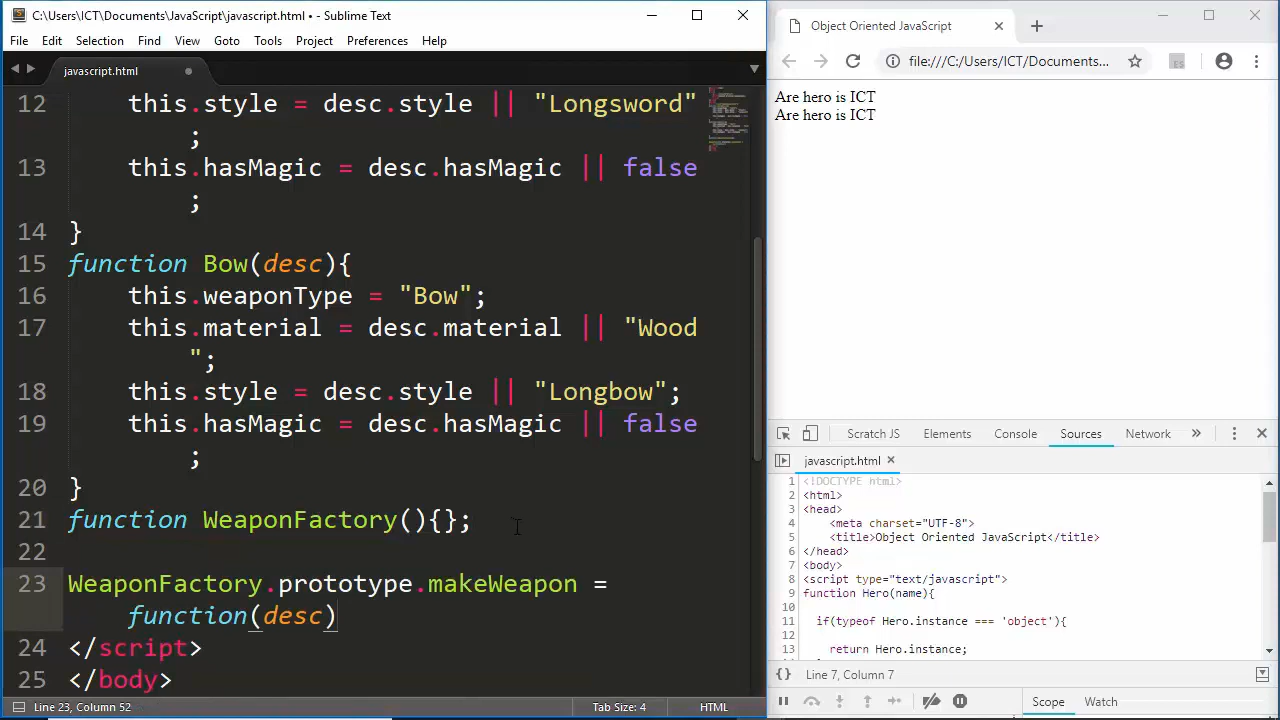 C:\Users\ICT\Documents\JavaScript\javascript.html • - Sublime Text
File Edit Selection Find View Goto Tools Project Preferences Help
javascript.html
12 this.style = desc.style || "Longsword"
;
13 this.hasMagic = desc.hasMagic || false
;
14 }
15 function Bow(desc){
16 this.weaponType = "Bow";
17 this.material = desc.material || "Wood
";
18 this.style = desc.style || "Longbow";
19 this.hasMagic = desc.hasMagic || false
;
20 }
21 function WeaponFactory(){};
22
23 WeaponFactory.prototype.makeWeapon =
function(desc)
24 </script>
25 </body>
Line 23, Column 52 Tab Size: 4 HTML
Object Oriented JavaScript
file:///C:/Users/ICT/Documents... ES
Are hero is ICT
Are hero is ICT
Scratch JS Elements Console Sources Network »
javascript.html
1 <!DOCTYPE html>
2 <html>
3 <head>
4 <meta charset="UTF-8">
5 <title>Object Oriented JavaScript</title>
6 </head>
7 <body>
8 <script type="text/javascript">
9 function Hero(name){
10
11 if(typeof Hero.instance === 'object'){
12
13 return Hero.instance;
{} Line 7, Column 7
Scope Watch